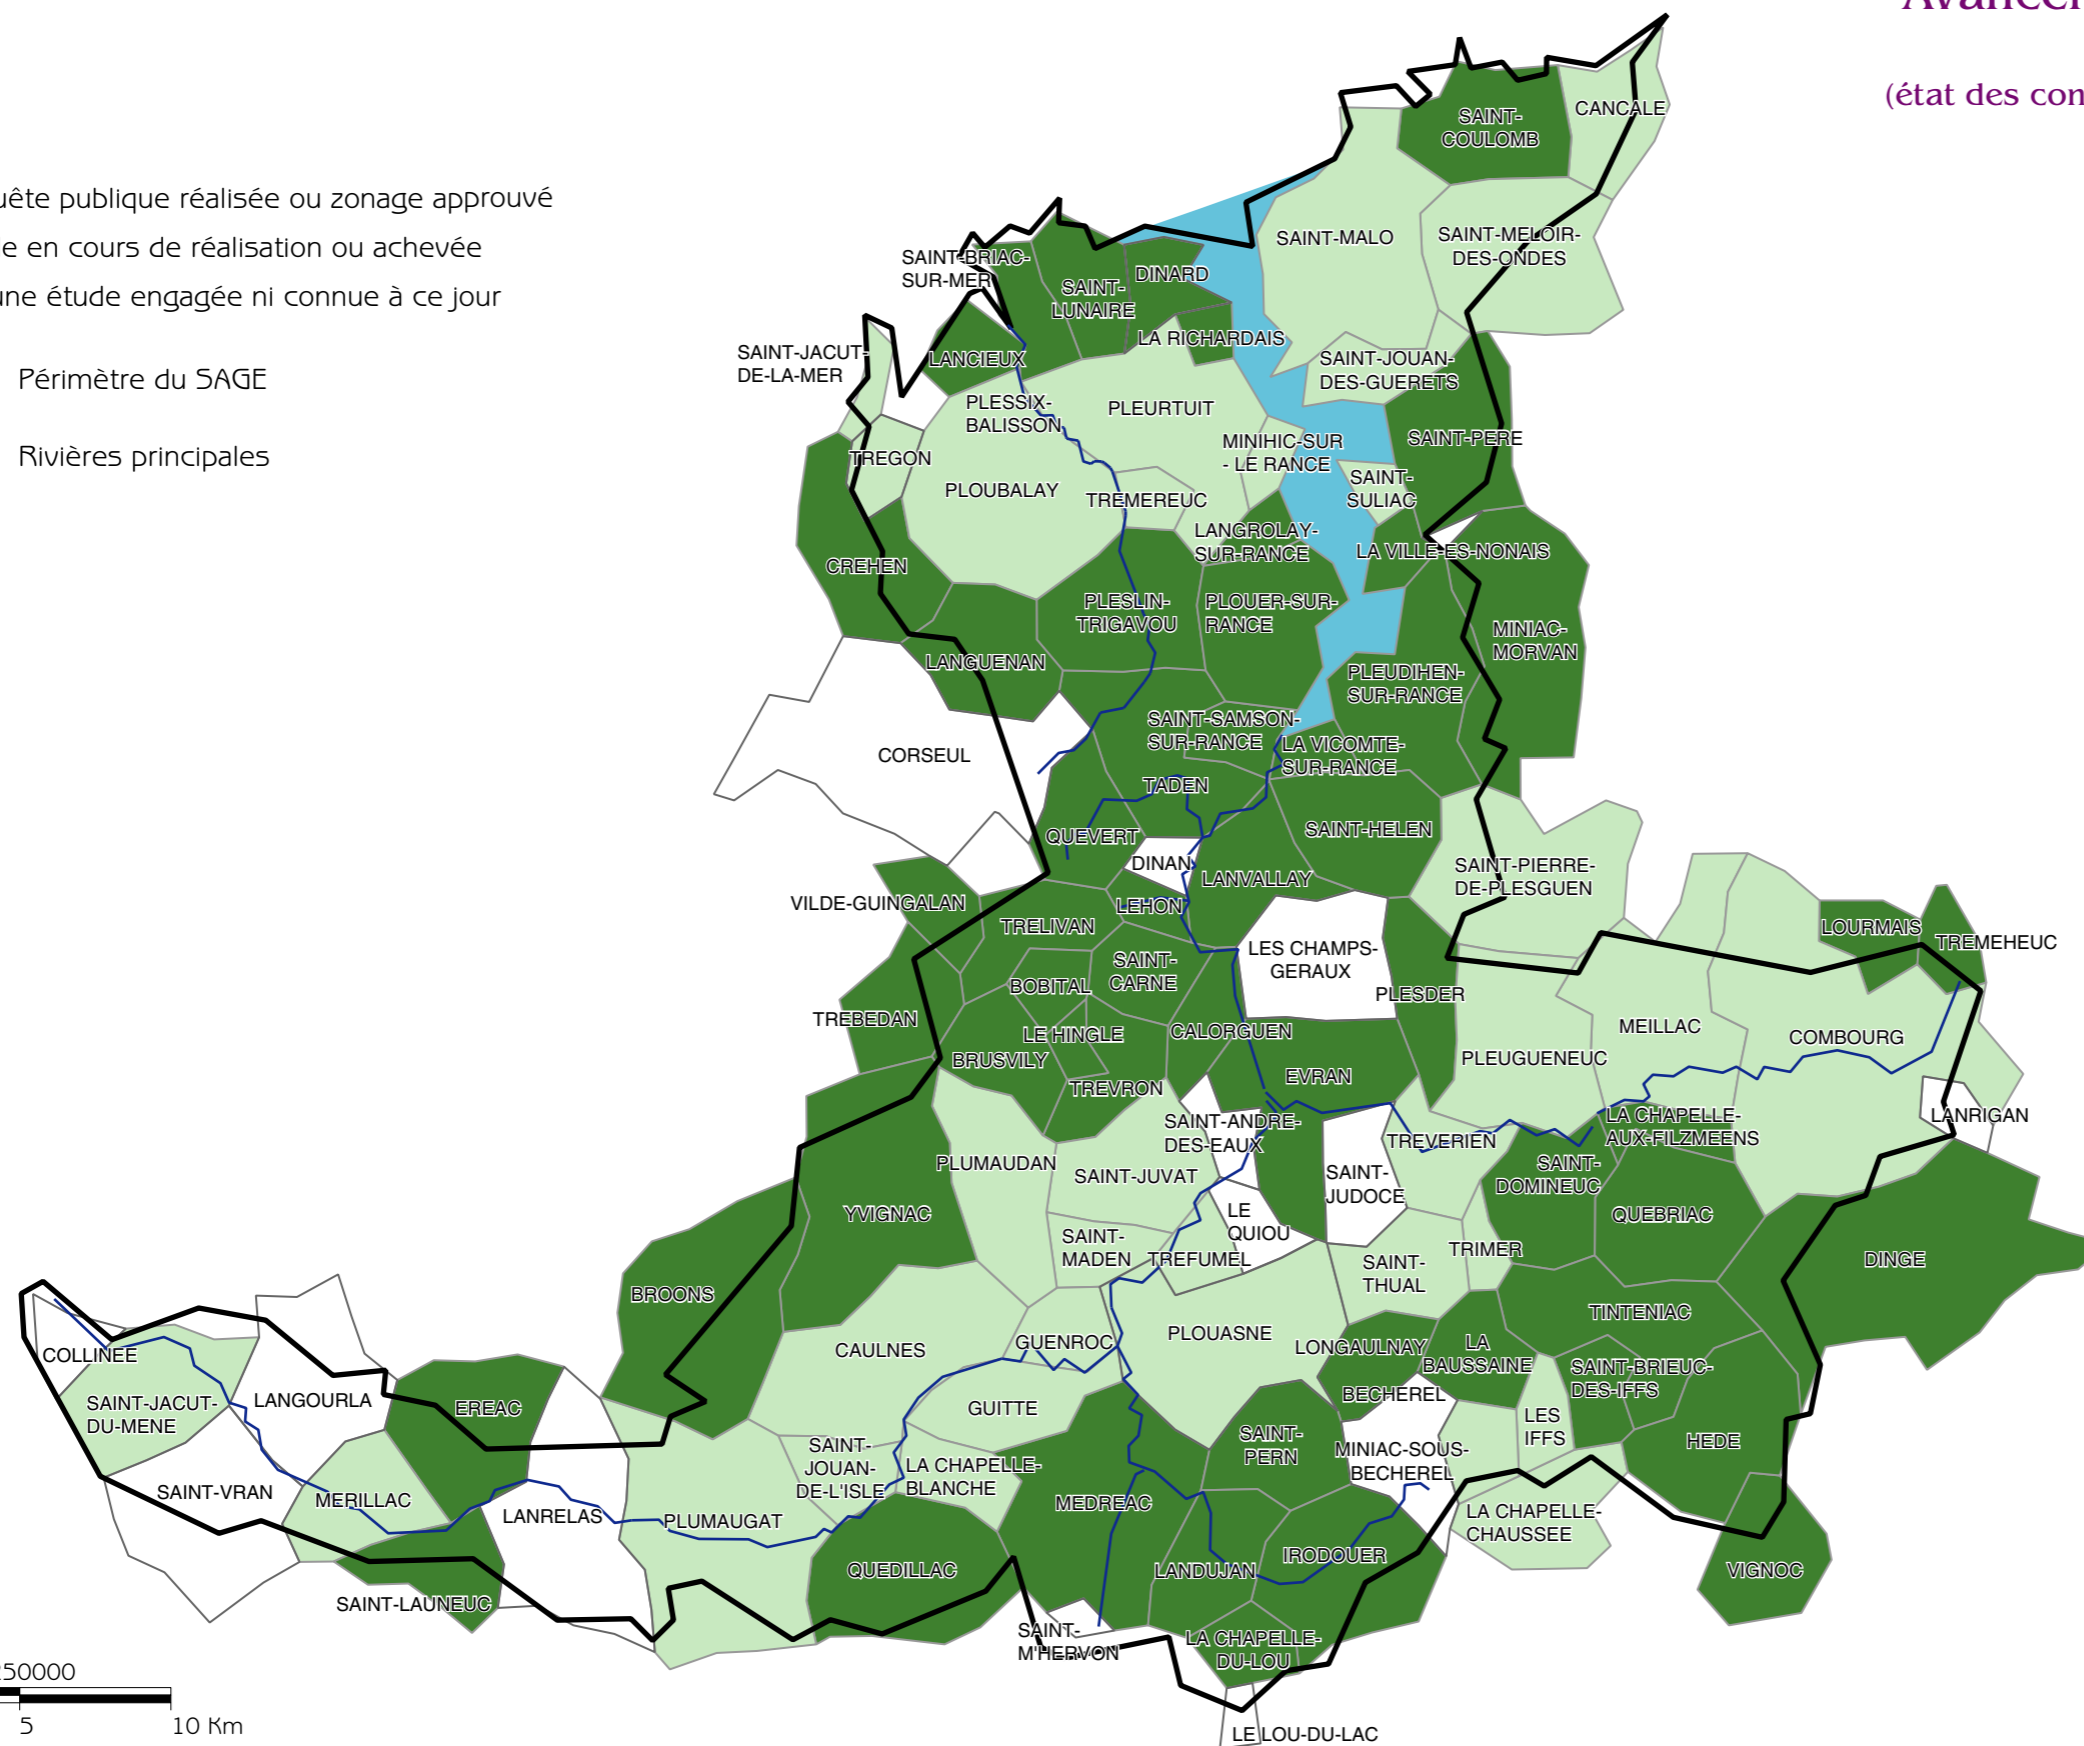 (état des con
uête publique réalisée ou zonage approuvé
e en cours de réalisation ou achevée
une étude engagée ni connue à ce jour
Périmètre du SAGE
Rivières principales
CANCALE
SAINT-
COULOMB
SAINT-MALO
SAINT-MELOIR-
DES-ONDES
SAINT-BRIAC-
SUR-MER
SAINT-
LUNAIRE
DINARD
LA RICHARDAIS
SAINT-JACUT-
DE-LA-MER
LANCIEUX
SAINT-JOUAN-
DES-GUERETS
PLESSIX-
BALISSON
PLEURTUIT
MINIHIC-SUR
- LE RANCE
SAINT-PERE
TREGON
PLOUBALAY
TREMEREUC
SAINT-
SULIAC
LANGROLAY-
SUR-RANCE
LA VILLE-ES-NONAIS
CREHEN
PLESLIN-
TRIGAVOU
PLOUER-SUR-
RANCE
MINIAC-
MORVAN
LANGUENAN
PLEUDIHEN-
SUR-RANCE
SAINT-SAMSON-
SUR-RANCE
LA VICOMTE-
SUR-RANCE
CORSEUL
TADEN
QUEVERT
SAINT-HELEN
DINAN
LANVALLAY
SAINT-PIERRE-
DE-PLESGUEN
VILDE-GUINGALAN
LEHON
TRELIVAN
LES CHAMPS-
GERAUX
LOURMAIS
TREMEHEUC
SAINT-
CARNE
BOBITAL
PLESDER
TREBEDAN
LE HINGLE
CALORGUEN
MEILLAC
COMBOURG
BRUSVILY
PLEUGUENEUC
TREVRON
EVRAN
SAINT-ANDRE-
DES-EAUX
TREVERIEN
LA CHAPELLE-
AUX-FILZMEENS
LANRIGAN
PLUMAUDAN
SAINT-JUVAT
SAINT-
JUDOCE
SAINT-
DOMINEUC
YVIGNAC
LE
QUIOU
QUEBRIAC
SAINT-
MADEN
TREFUMEL
TRIMER
SAINT-
THUAL
DINGE
BROONS
TINTENIAC
COLLINEE
CAULNES
GUENROC
PLOUASNE
LONGAULNAY
LA
BAUSSAINE
SAINT-BRIEUC-
DES-IFFS
SAINT-JACUT-
DU-MENE
LANGOURLA
EREAC
GUITTE
BECHEREL
LES
IFFS
HEDE
SAINT-
JOUAN-
DE-L'ISLE
LA CHAPELLE-
BLANCHE
SAINT-
PERN
MINIAC-SOUS-
BECHEREL
SAINT-VRAN
MERILLAC
LANRELAS
PLUMAUGAT
MEDREAC
LA CHAPELLE-
CHAUSSEE
QUEDILLAC
LANDUJAN
IRODOUER
VIGNOC
SAINT-LAUNEUC
SAINT-
M'HERVON
LA CHAPELLE-
DU-LOU
LE LOU-DU-LAC
250000
5 10 Km